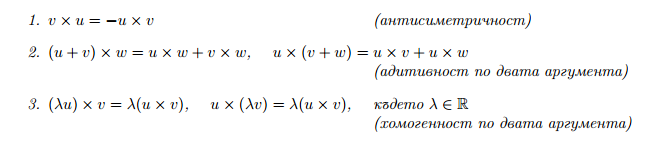 1. v × u = −u × v (антисиметричност)
2. (u + v) × w = u × w + v × w, u × (v + w) = u × v + u × w
(адитивност по двата аргумента)
3. (λu) × v = λ(u × v), u × (λv) = λ(u × v), където λ ∈ ℝ
(хомогенност по двата аргумента)